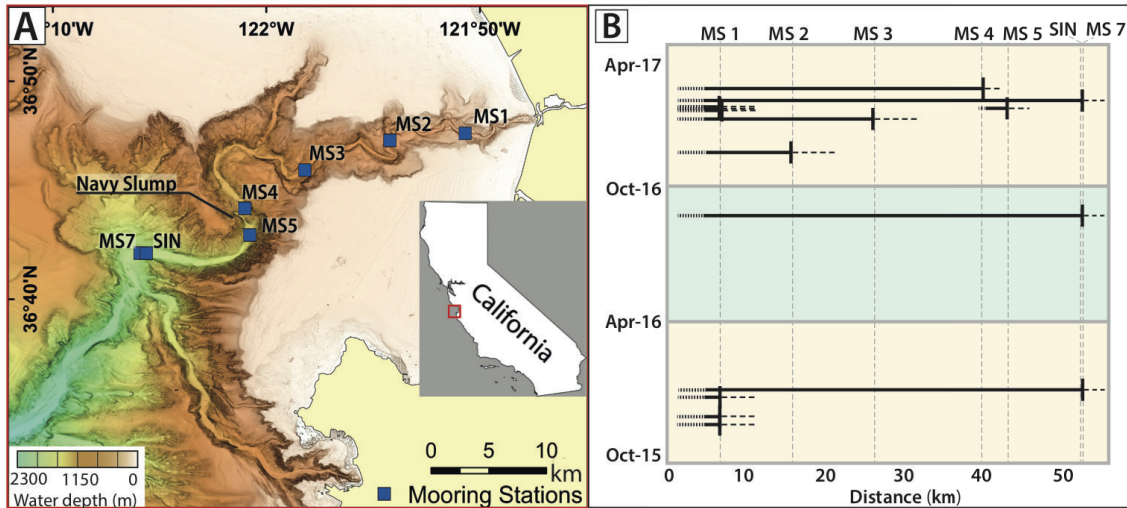 A
°10'W
122°W
121°50'W
36°50'N
36°40'N
MS1
MS2
MS3
Navy Slump
MS4
MS5
MS7
SIN
California
2300
1150
0
Water depth (m)
0
10
km
Mooring Stations
B
MS 1
MS 2
MS 3
MS 4
MS 5
SIN
MS 7
Apr-17
Oct-16
Apr-16
Oct-15
0
10
20
30
40
50
Distance (km)